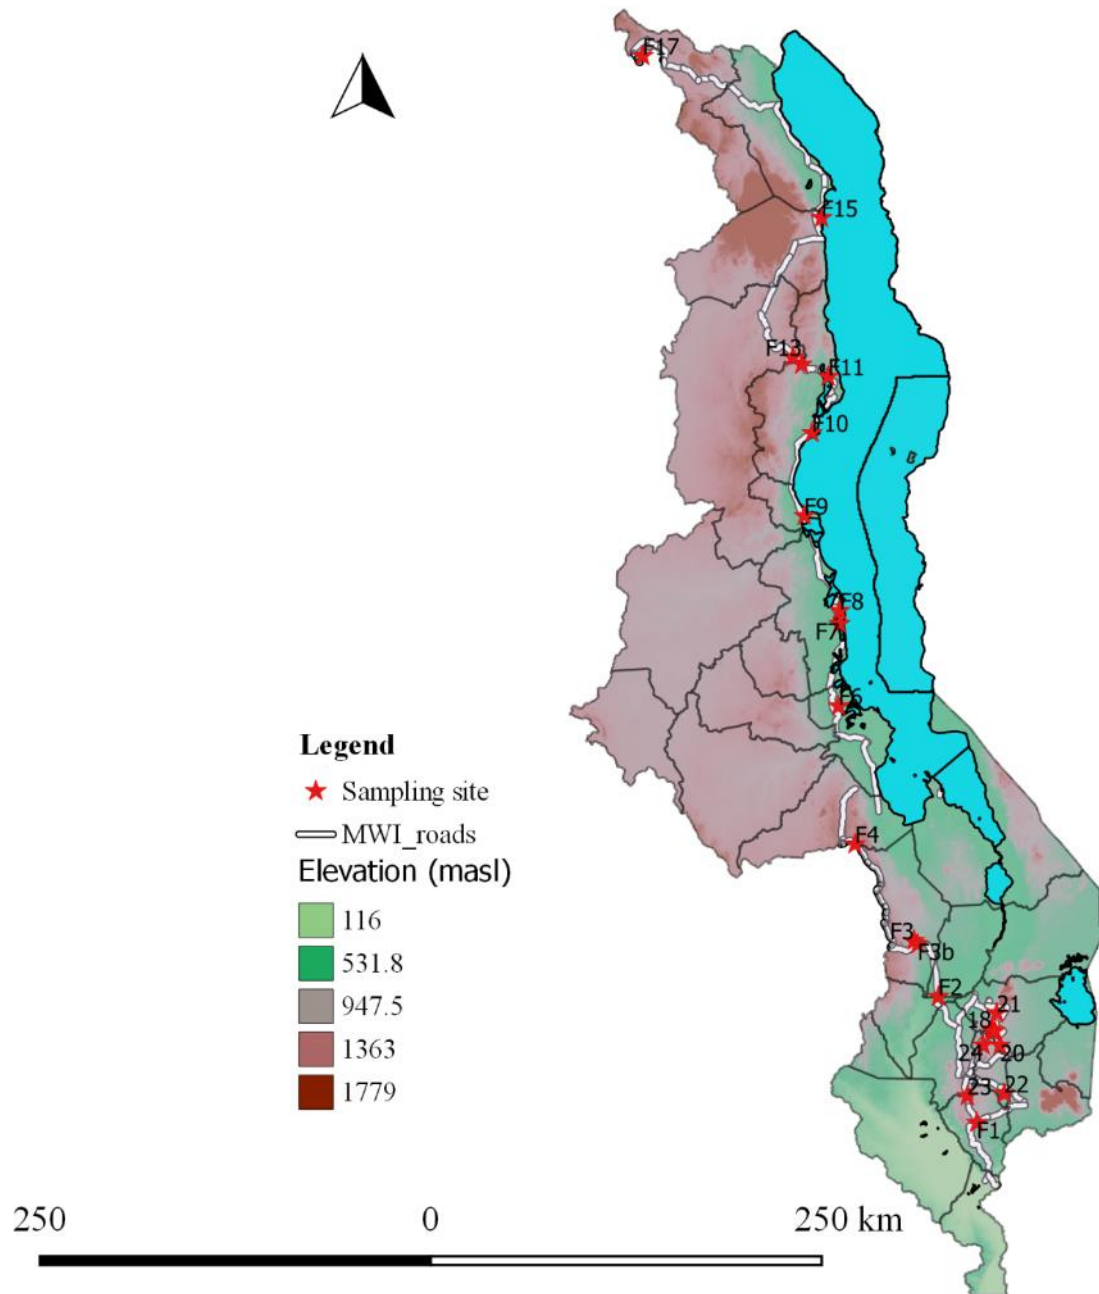 F17
F15
F13
F11
F10
F9
F8
F7
F6
Legend
Sampling site
MWI_roads
Elevation (masl)
116
531.8
947.5
1363
1779
F4
F3
F3b
F2
21
18
24
20
23
22
F1
250
0
250 km